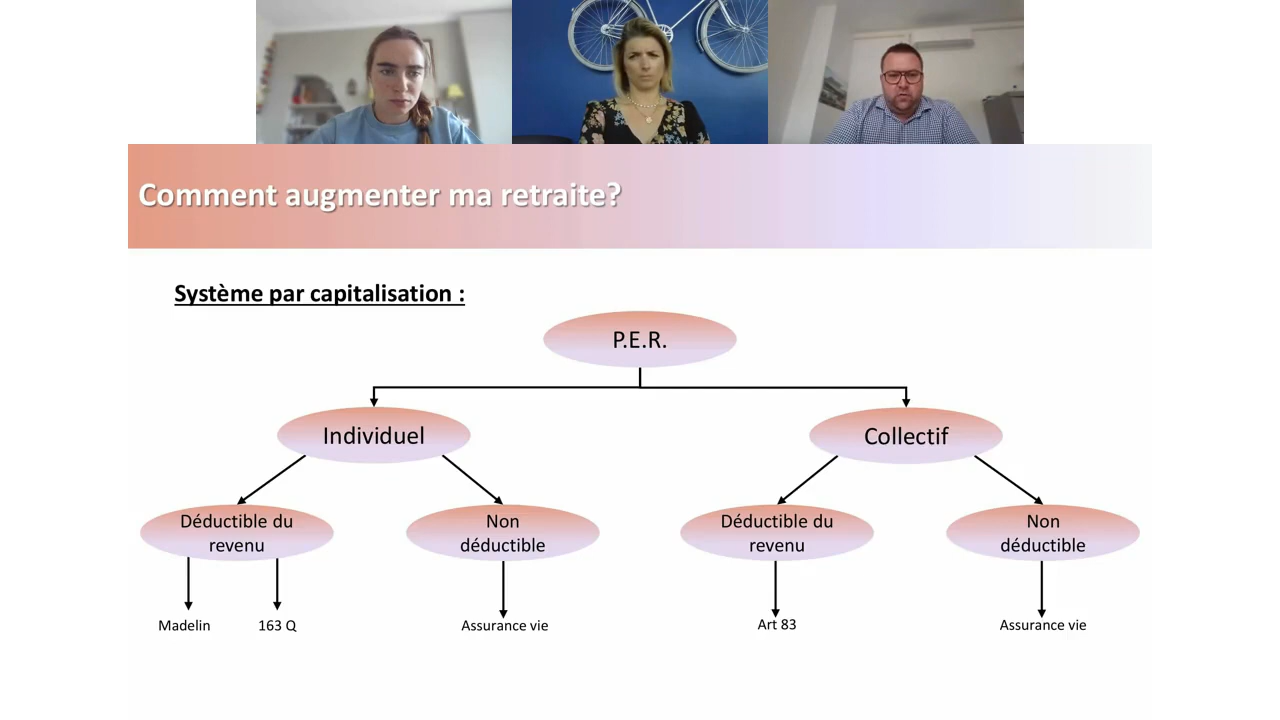 Comment augmenter ma retraite?
Système par capitalisation :
P.E.R.
Individuel
Collectif
Déductible du
revenu
Non
déductible
Déductible du
revenu
Non
déductible
Madelin
163 Q
Assurance vie
Art 83
Assurance vie